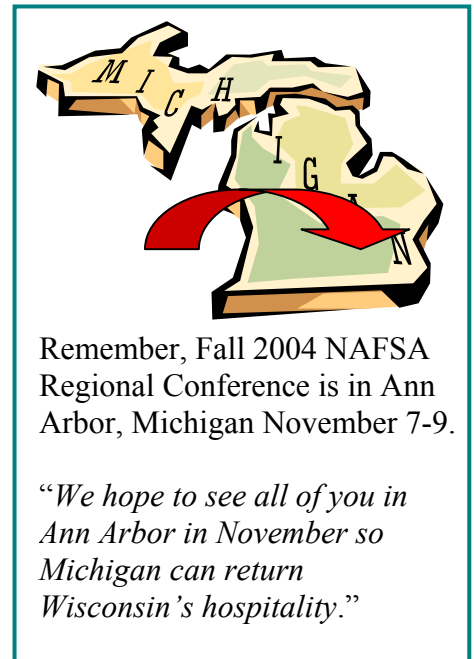 MICHIGAN
Remember, Fall 2004 NAFSA
Regional Conference is in Ann
Arbor, Michigan November 7-9.
“We hope to see all of you in
Ann Arbor in November so
Michigan can return
Wisconsin’s hospitality.”